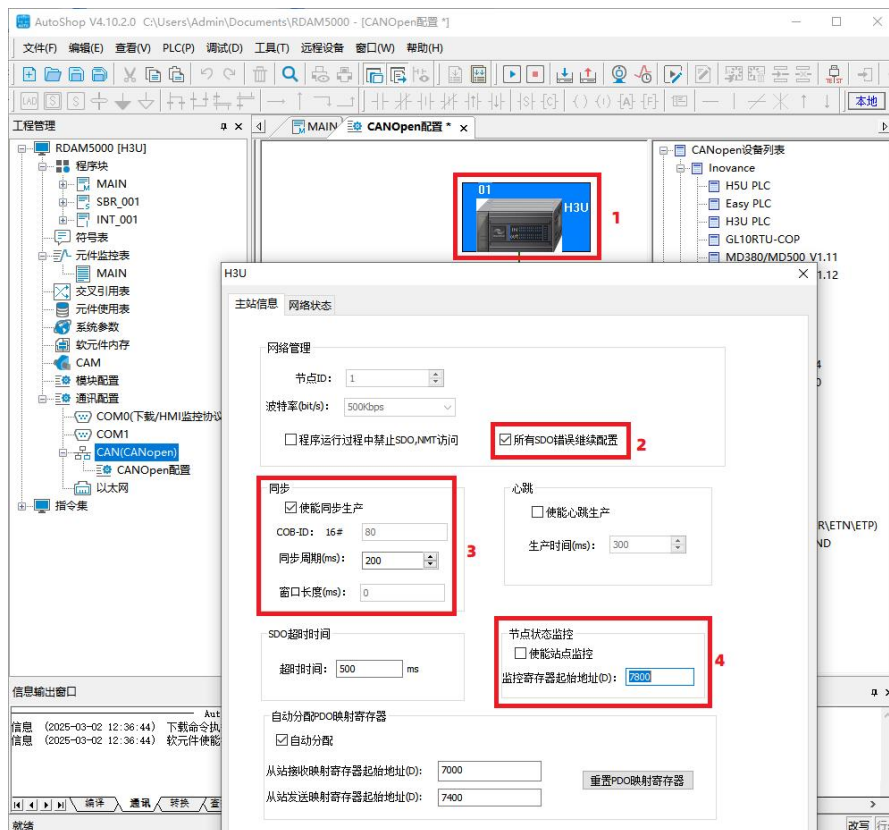 AutoShop V4.10.2.0 C:\Users\Admin\Documents\RDAM5000 - [CANOpen配置 *]
文件(F) 编辑(E) 查看(V) PLC(P) 调试(D) 工具(T) 远程设备 窗口(W) 帮助(H)
本地
工程管理
MAIN
CANOpen配置 *
RDAM5000 [H3U]
程序块
MAIN
SBR_001
INT_001
符号表
元件监控表
MAIN
交叉引用表
元件使用表
系统参数
软元件内存
CAM
模块配置
通讯配置
COM0(下载/HMI监控协议
COM1
CAN(CANopen)
CANOpen配置
以太网
指令集
01
H3U
1
CANopen设备列表
Inovance
H5U PLC
Easy PLC
H3U PLC
GL10RTU-COP
MD380/MD500 V1.11
1.12
R\ETN\ETP)
ND
H3U
主站信息 网络状态
网络管理
节点ID: 1
波特率(bit/s): 500Kbps
程序运行过程中禁止SDO,NMT访问
所有SDO错误继续配置
2
同步
使能同步生产
COB-ID: 16# 80
同步周期(ms): 200
窗口长度(ms): 0
3
心跳
使能心跳生产
生产时间(ms): 300
SDO超时时间
超时时间: 500 ms
节点状态监控
使能站点监控
监控寄存器起始地址(D): 7800
4
自动分配PDO映射寄存器
自动分配
从站接收映射寄存器起始地址(D): 7000
从站发送映射寄存器起始地址(D): 7400
重置PDO映射寄存器
信息输出窗口
Aut
信息 (2025-03-02 12:36:44) 下载命令执
信息 (2025-03-02 12:36:44) 软元件使能
编译 通讯 转换 查
就绪
改写 行